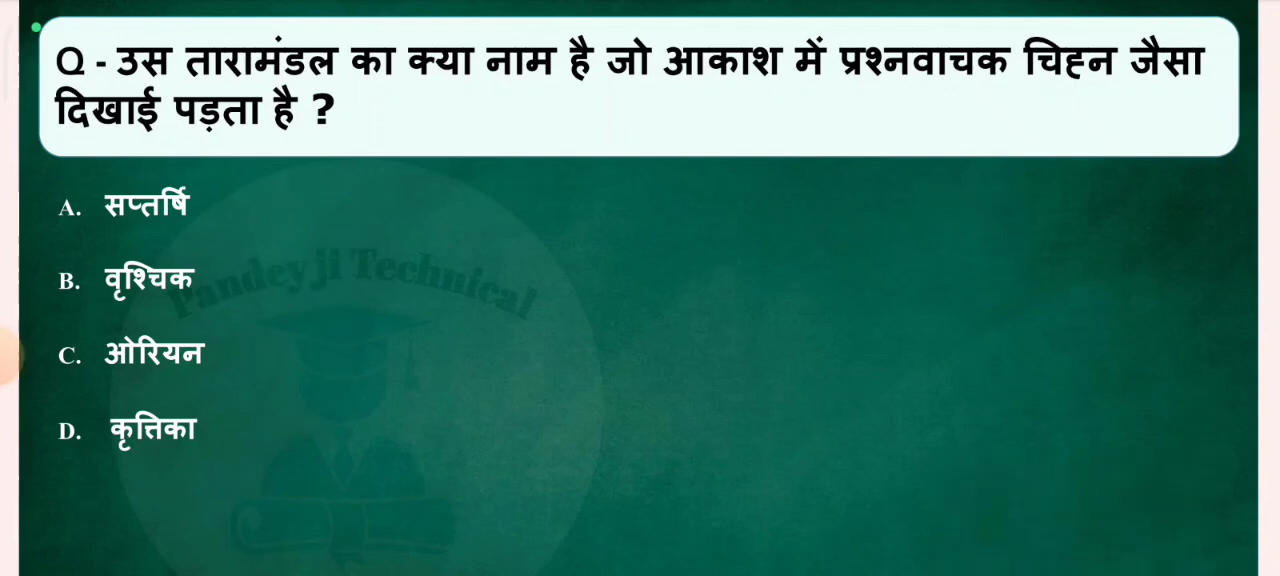 Q - उस तारामंडल का क्या नाम है जो आकाश में प्रश्नवाचक चिह्न जैसा
दिखाई पड़ता है ?
A. सप्तर्षि
B. वृश्चिक
Pandey ji Technical
C. ओरियन
D. कृत्तिका